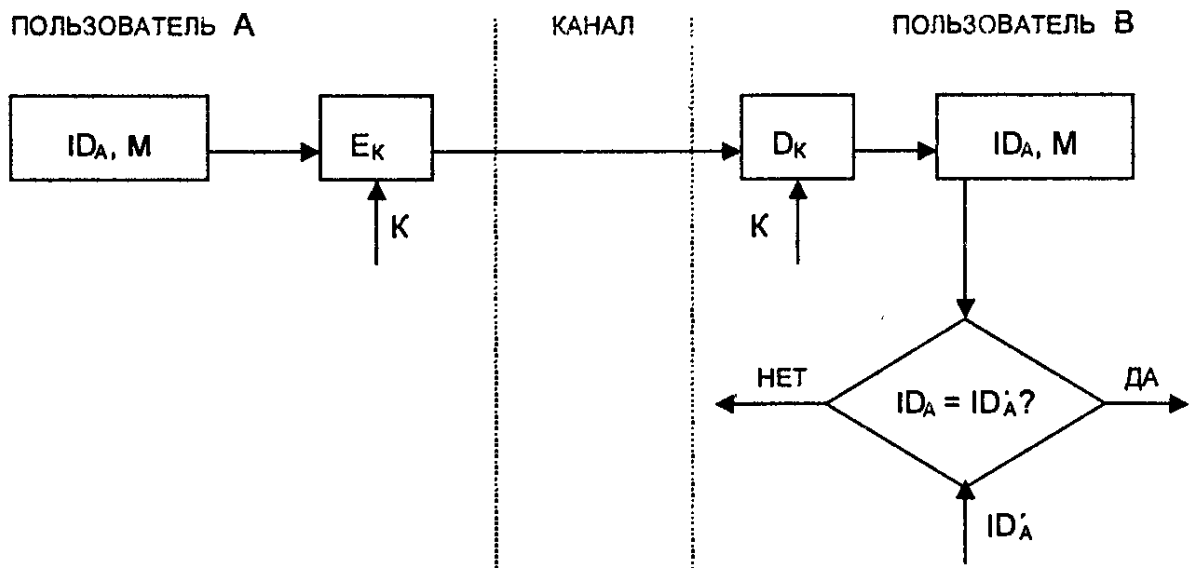 ПОЛЬЗОВАТЕЛЬ А
КАНАЛ
ПОЛЬЗОВАТЕЛЬ В
IDA, M
EK
DK
IDA, M
K
K
НЕТ
IDA = ID'A?
ДА
ID'A